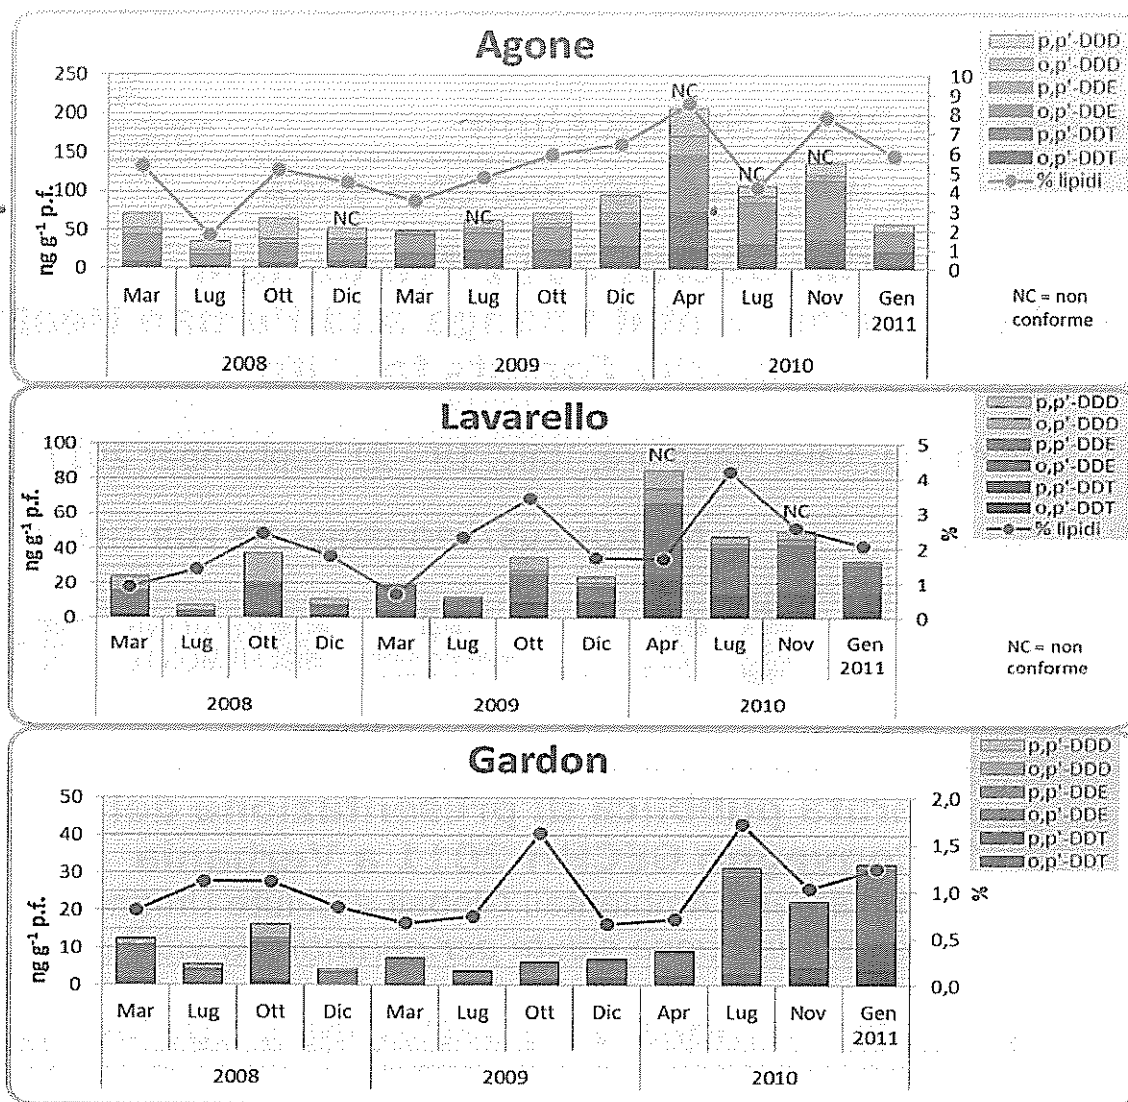 Agone
250
200
150
100
50
0
ng g⁻¹ p.f.
10
9
8
7
6
5
4
3
2
1
0
NC
NC
NC
NC
NC
Mar Lug Ott Dic Mar Lug Ott Dic Apr Lug Nov Gen
2011
2008 2009 2010
p,p'-DDD
o,p'-DDD
p,p'-DDE
o,p'-DDE
p,p'-DDT
o,p'-DDT
% lipidi
NC = non
conforme
Lavarello
100
80
60
40
20
0
ng g⁻¹ p.f.
5
4
3
2
1
0
%
NC
NC
Mar Lug Ott Dic Mar Lug Ott Dic Apr Lug Nov Gen
2011
2008 2009 2010
p,p'-DDD
o,p'-DDD
p,p'-DDE
o,p'-DDE
p,p'-DDT
o,p'-DDT
% lipidi
NC = non
conforme
Gardon
50
40
30
20
10
0
ng g⁻¹ p.f.
2,0
1,5
1,0
0,5
0,0
%
Mar Lug Ott Dic Mar Lug Ott Dic Apr Lug Nov Gen
2011
2008 2009 2010
p,p'-DDD
o,p'-DDD
p,p'-DDE
o,p'-DDE
p,p'-DDT
o,p'-DDT